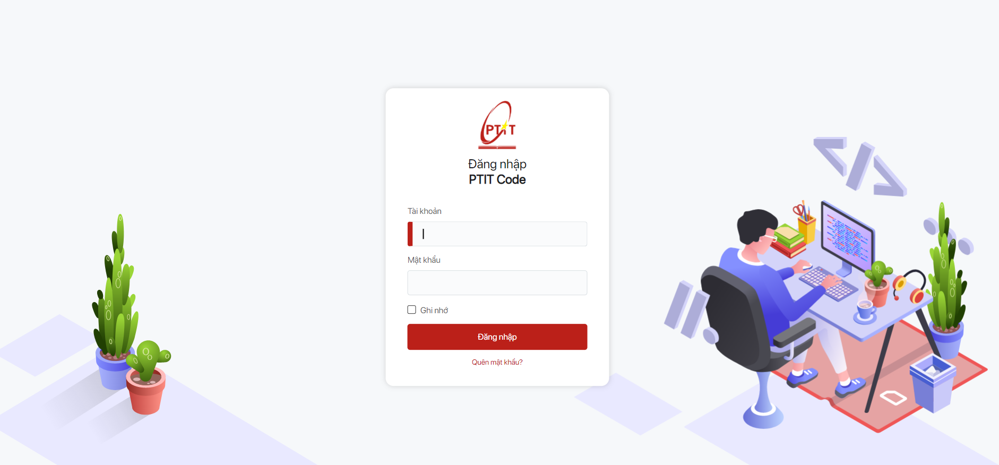 PTIT
Đăng nhập
PTIT Code
Tài khoản
Mật khẩu
Ghi nhớ
Đăng nhập
Quên mật khẩu?